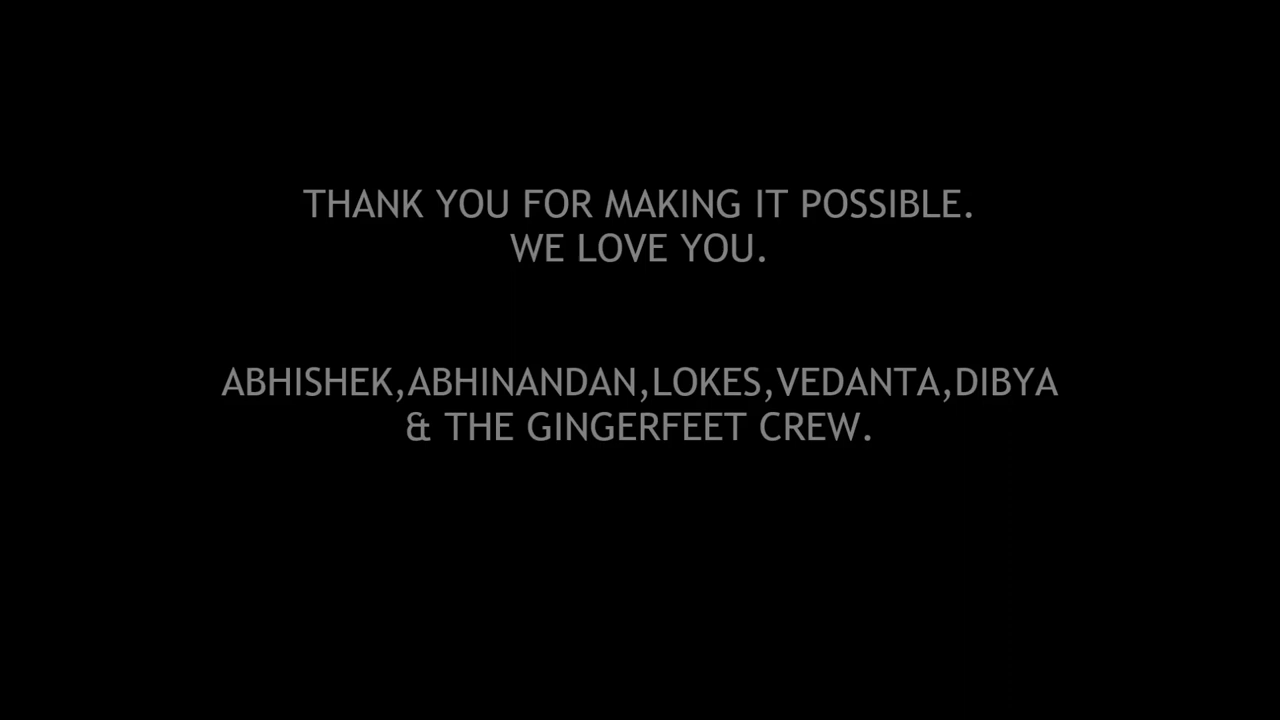 THANK YOU FOR MAKING IT POSSIBLE.
WE LOVE YOU.
ABHISHEK,ABHINANDAN,LOKES,VEDANTA,DIBYA
& THE GINGERFEET CREW.